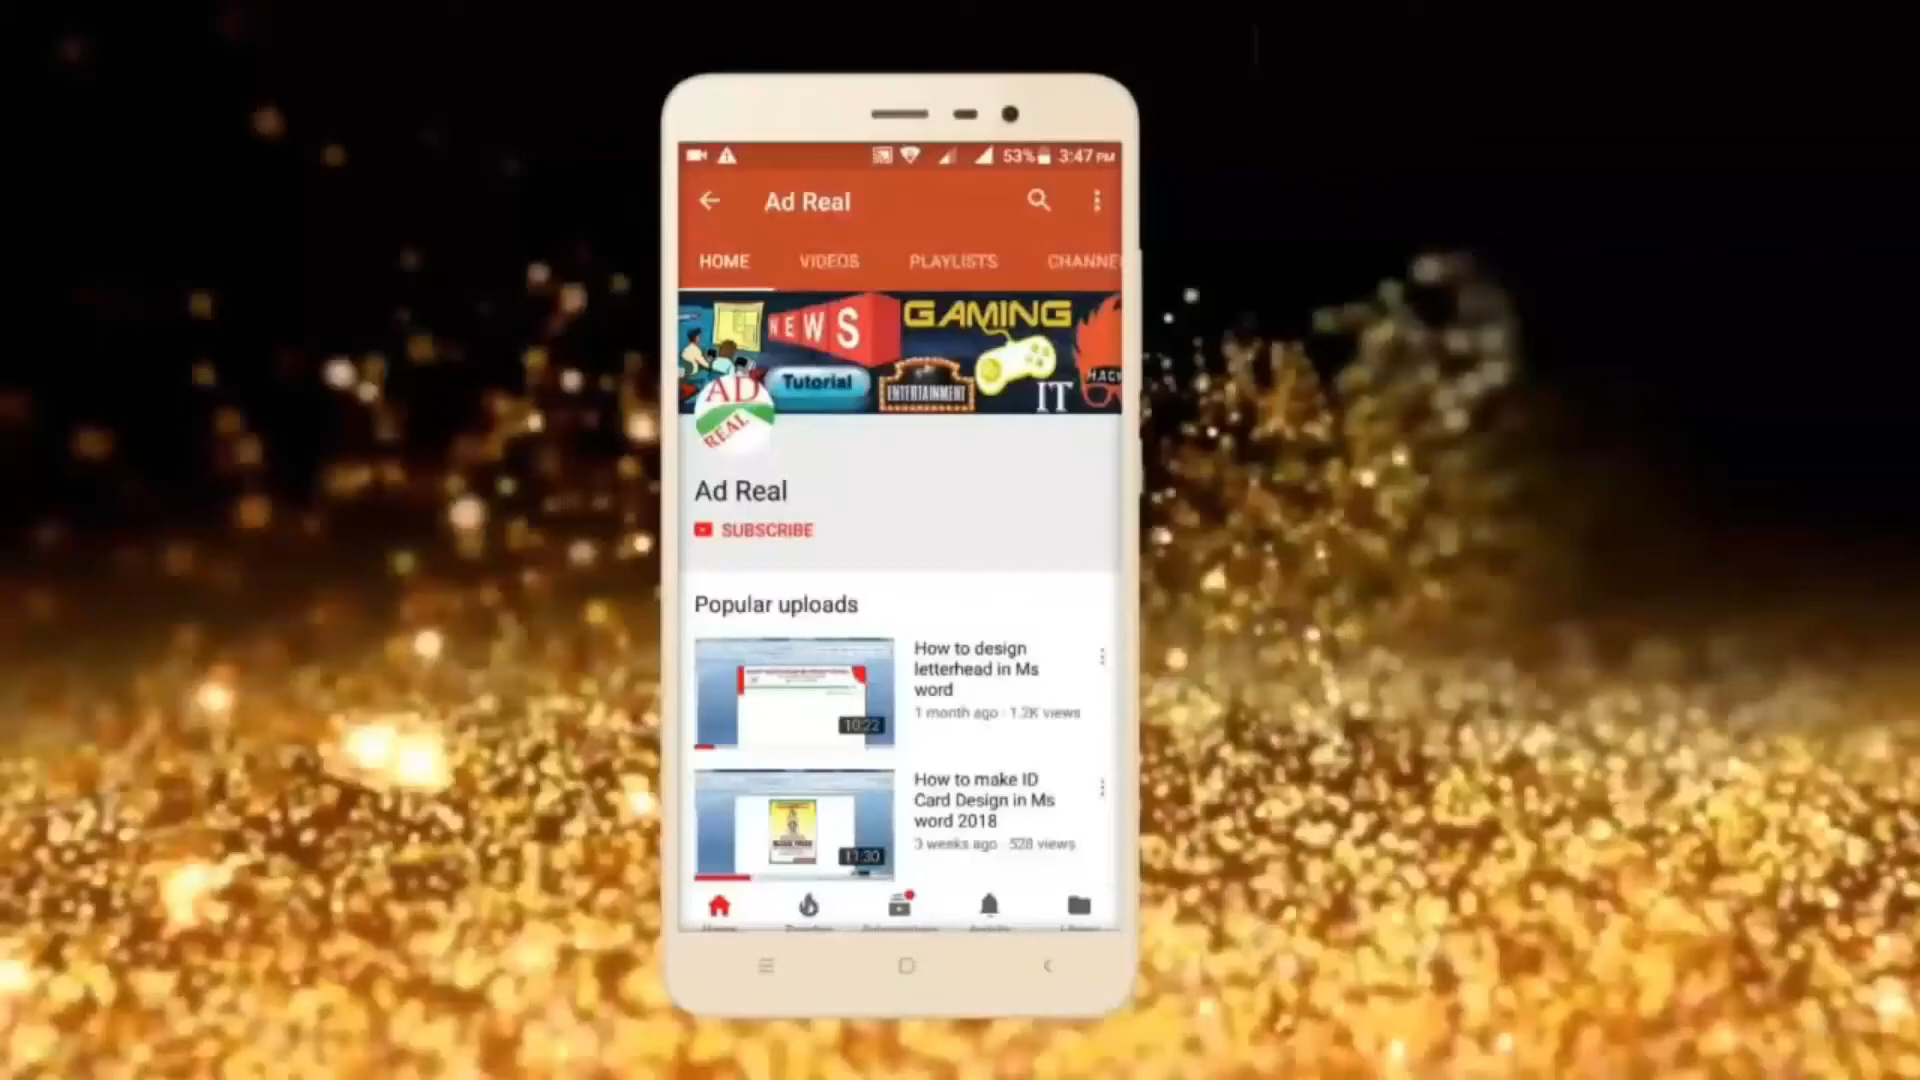 53% 3:47 PM
Ad Real
HOME VIDEOS PLAYLISTS CHANNE
NEWS GAMING
Tutorial ENTERTAINMENT IT HACK
AD
REAL
Ad Real
SUBSCRIBE
Popular uploads
How to design
letterhead in Ms
word
1 month ago · 1.2K views
10:22
How to make ID
Card Design in Ms
word 2018
3 weeks ago · 528 views
11:30